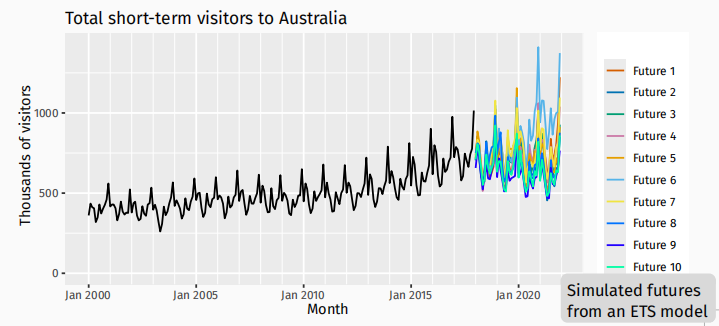 Total short-term visitors to Australia
Thousands of visitors
1000
500
0
Jan 2000 Jan 2005 Jan 2010 Jan 2015 Jan 2020
Month
Future 1
Future 2
Future 3
Future 4
Future 5
Future 6
Future 7
Future 8
Future 9
Future 10
Simulated futures
from an ETS model